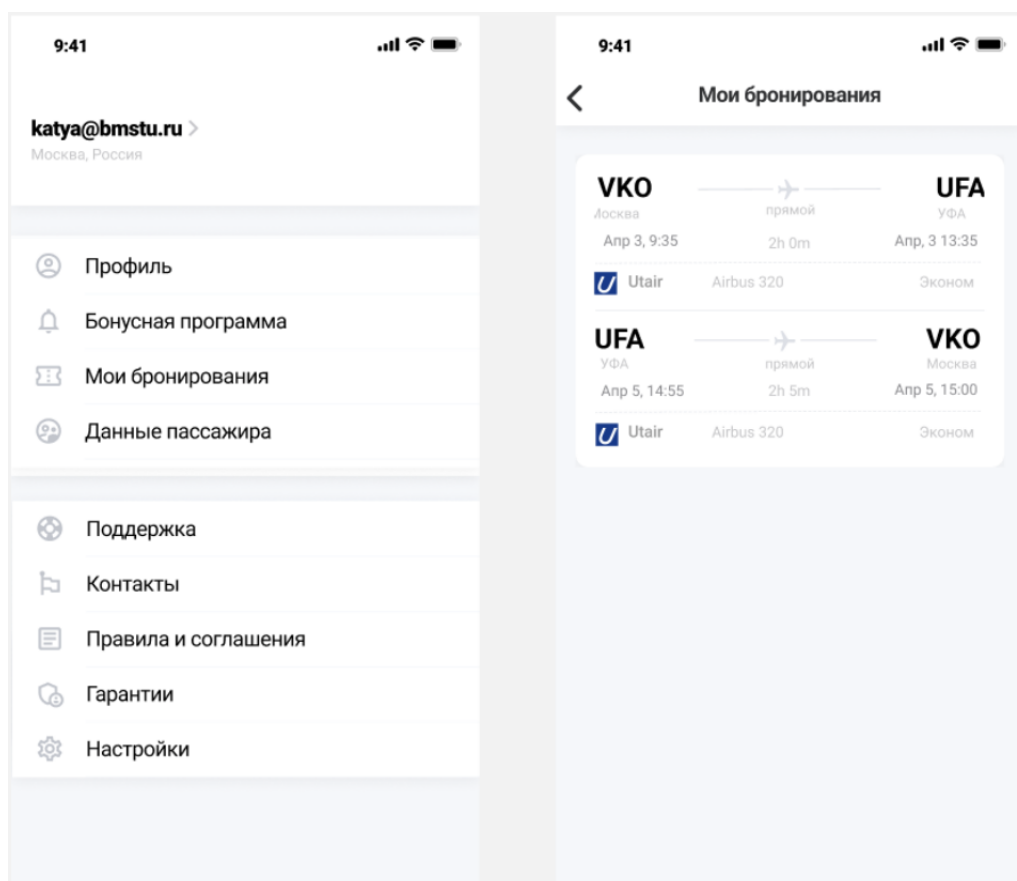 9:41
katya@bmstu.ru
Москва, Россия
Профиль
Бонусная программа
Мои бронирования
Данные пассажира
Поддержка
Контакты
Правила и соглашения
Гарантии
Настройки
9:41
Мои бронирования
VKO UFA
Москва прямой УФА
Апр 3, 9:35 2h 0m Апр, 3 13:35
U Utair Airbus 320 Эконом
UFA VKO
УФА прямой Москва
Апр 5, 14:55 2h 5m Апр 5, 15:00
U Utair Airbus 320 Эконом